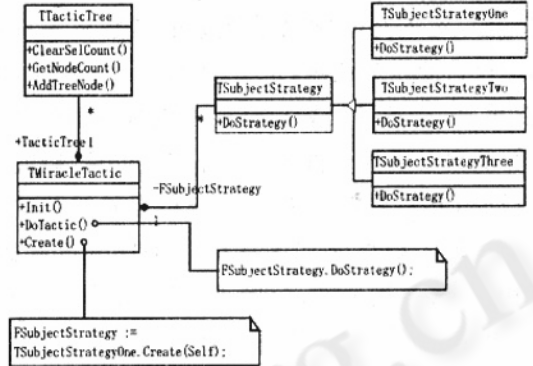 TTacticTree
+ClearSelCount()
+GetNodeCount()
+AddTreeNode()
*
+TacticTree1
TMiracleTactic
+Init()
+DoTactic()
+Create()
TSubjectStrategy
+DoStrategy()
*
-FSubjectStrategy
1
TSubjectStrategyOne
+DoStrategy()
TSubjectStrategyTwo
+DoStrategy()
TSubjectStrategyThree
+DoStrategy()
FSubjectStrategy.DoStrategy();
FSubjectStrategy :=
TSubjectStrategyOne.Create(Self);